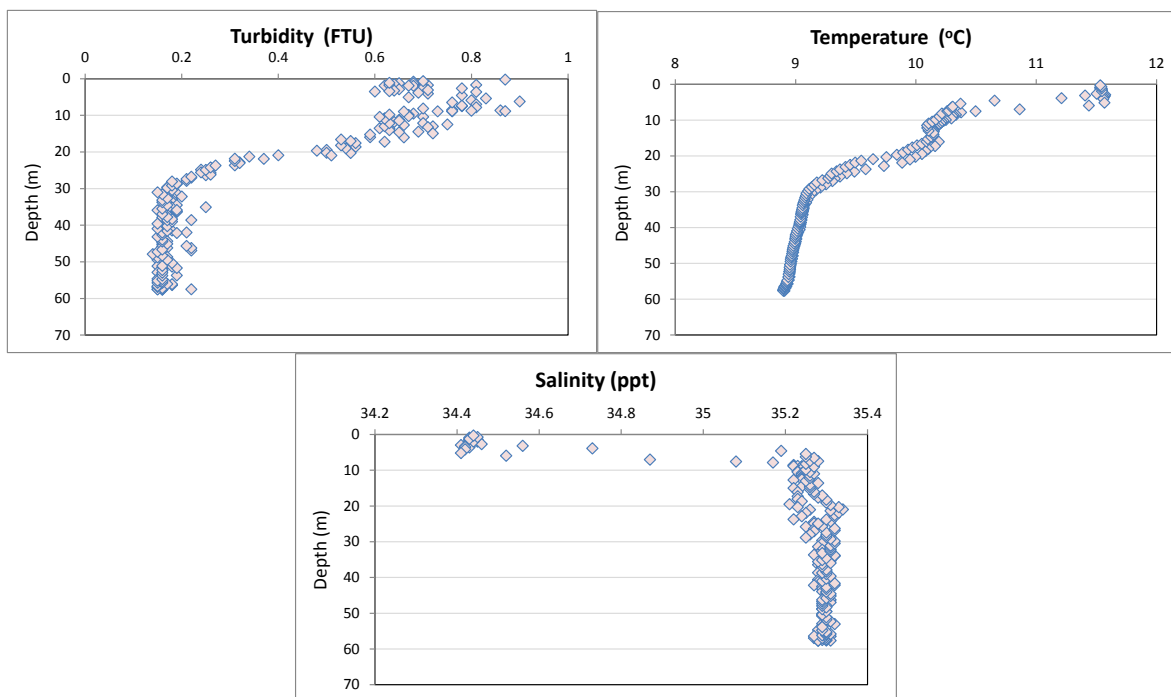 Turbidity (FTU)
0 0.2 0.4 0.6 0.8 1
0
10
20
30
40
50
60
70
Depth (m)
Temperature (ºC)
8 9 10 11 12
0
10
20
30
40
50
60
70
Depth (m)
Salinity (ppt)
34.2 34.4 34.6 34.8 35 35.2 35.4
0
10
20
30
40
50
60
70
Depth (m)